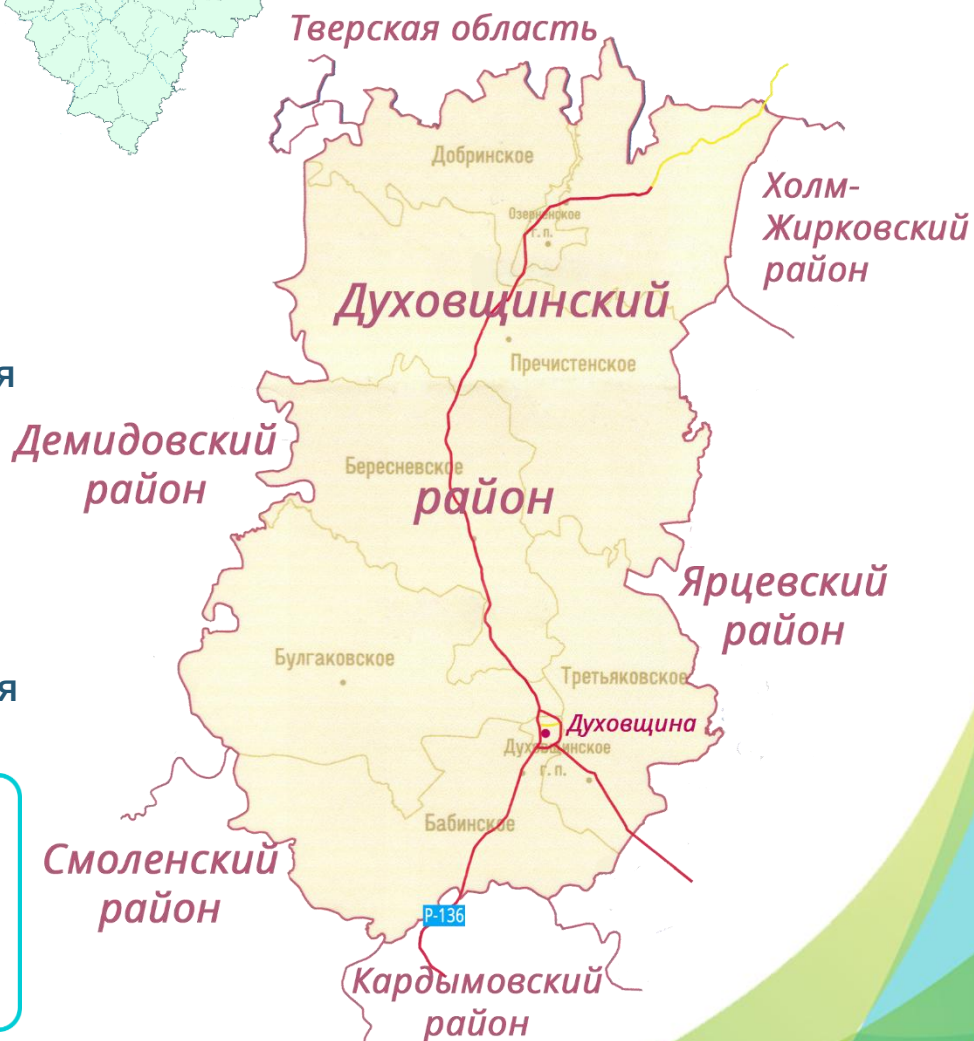 Тверская область
Добринское
Холм-
Жирковский
район
Озерненское
г.п.
Духовщинский
Пречистенское
я
Демидовский
район
Бересневское
район
Ярцевский
район
Булгаковское
Третьяковское
я
Духовщина
Духовщинское
г.п.
Бабинское
Смоленский
район
Р-136
Кардымовский
район